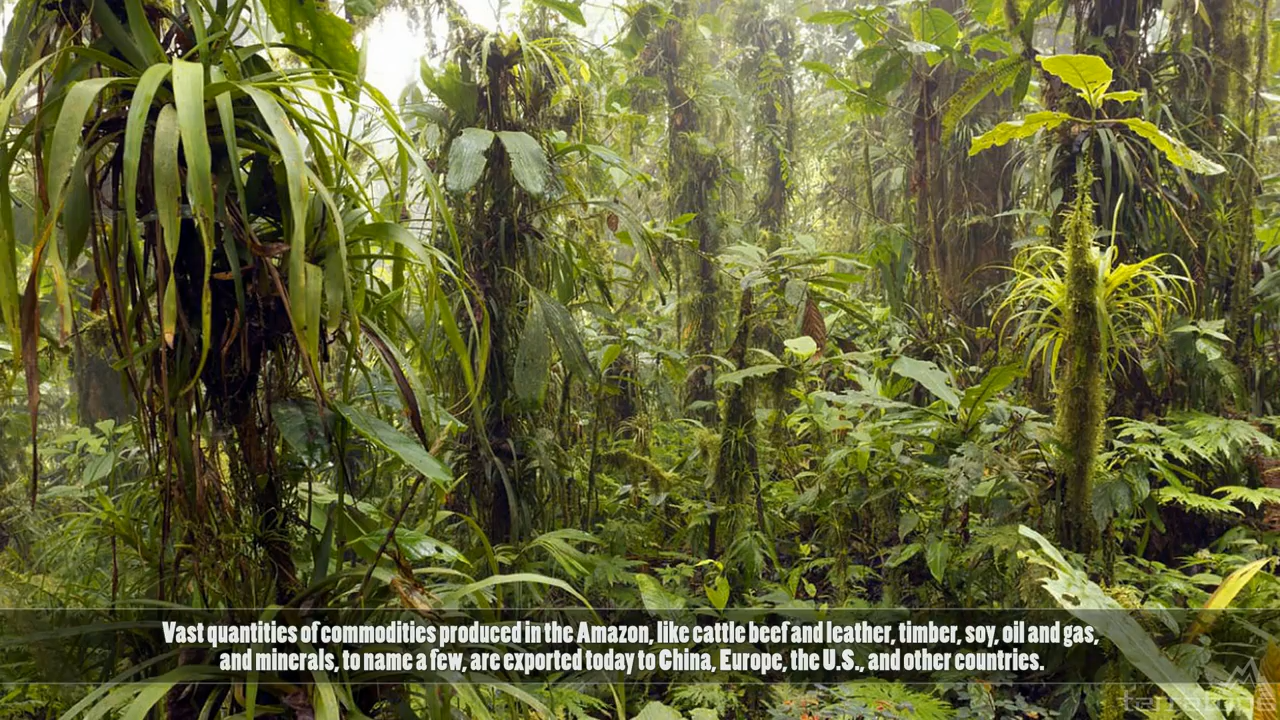 Vast quantities of commodities produced in the Amazon, like cattle beef and leather, timber, soy, oil and gas,
and minerals, to name a few, are exported today to China, Europe, the U.S., and other countries.